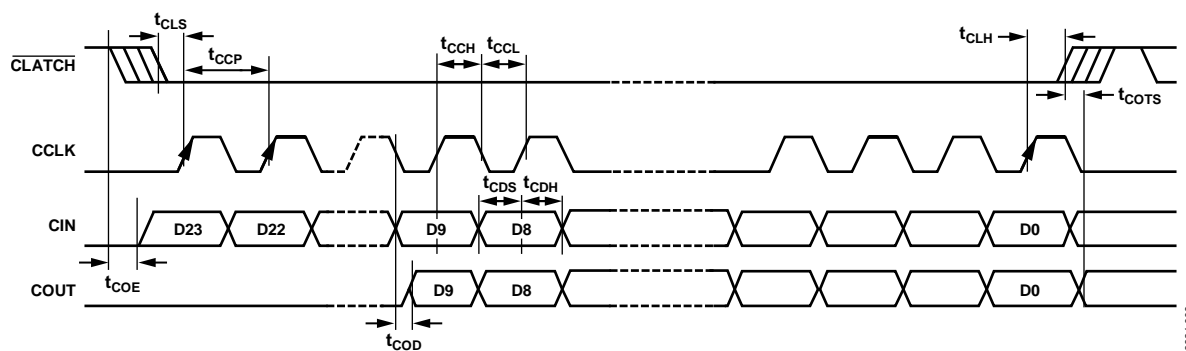 tCLS
tCCP
tCCH
tCCL
tCLH
CLATCH
tCOTS
CCLK
tCDS
tCDH
CIN
D23
D22
D9
D8
D0
tCOE
COUT
D9
D8
D0
tCOD